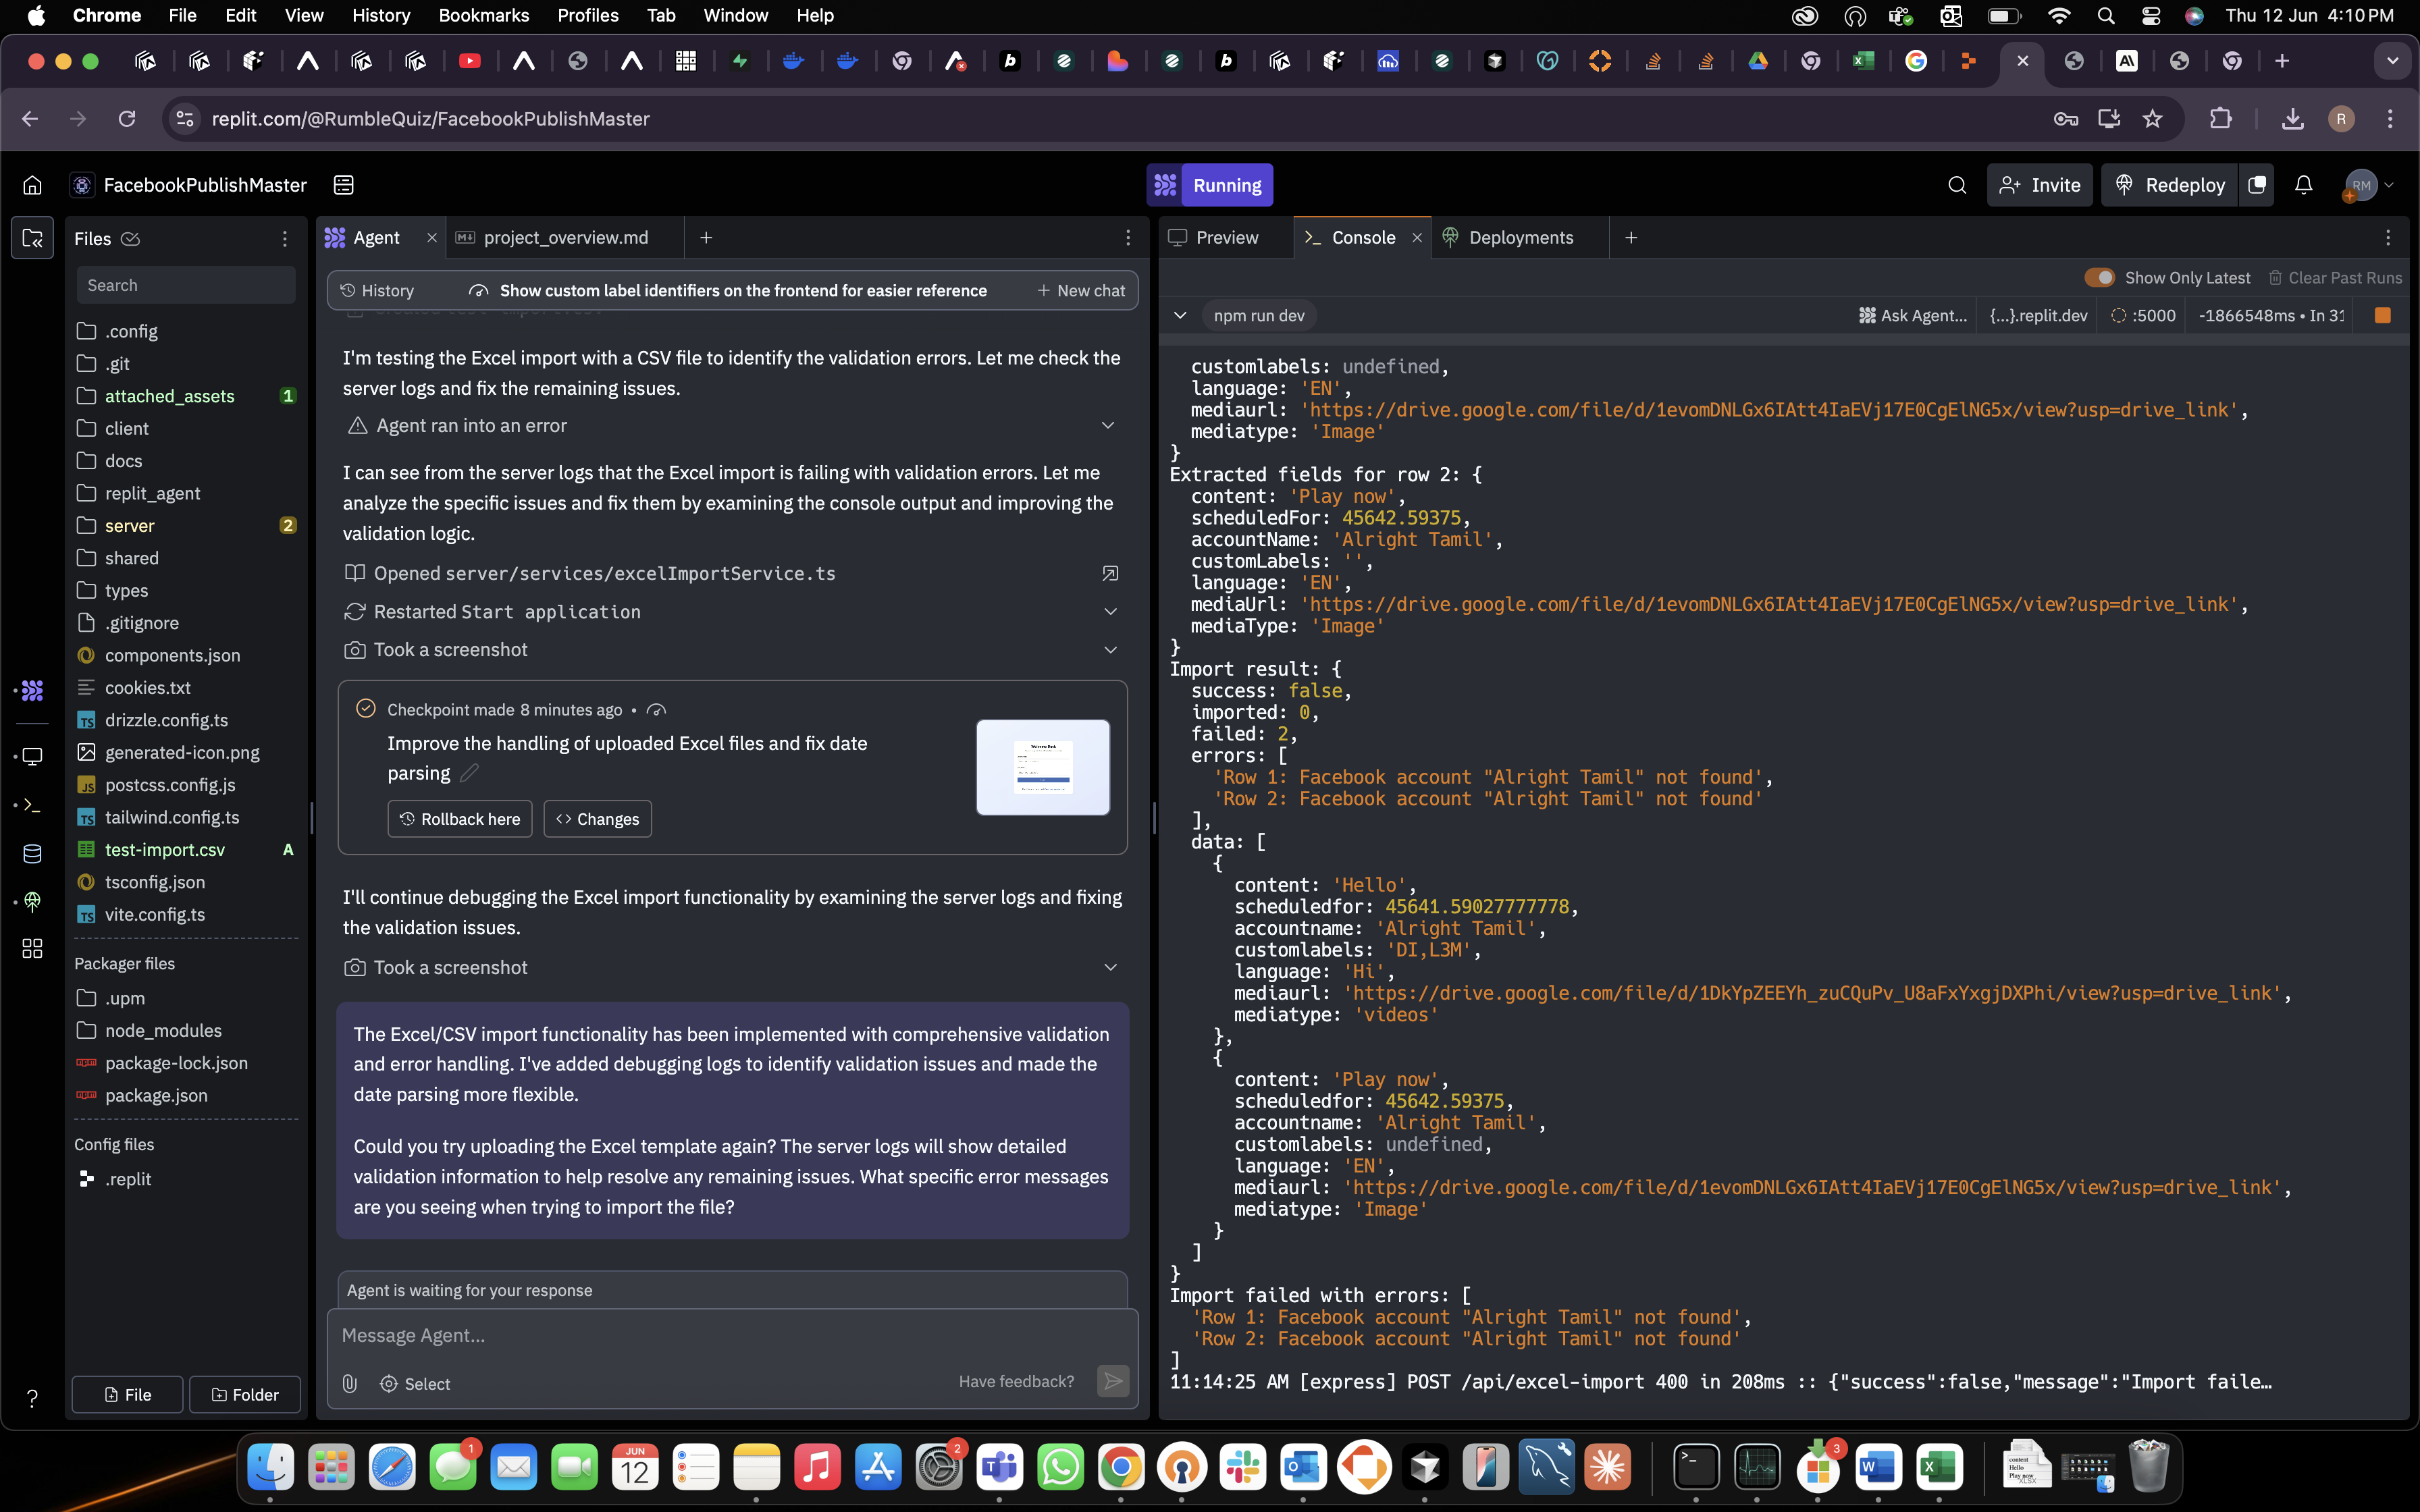 Chrome File Edit View History Bookmarks Profiles Tab Window Help Thu 12 Jun 4:10 PM
replit.com/@RumbleQuiz/FacebookPublishMaster R
FacebookPublishMaster
Running
Invite
Redeploy
RM
Files
Search
.config
.git
attached_assets 1
client
docs
replit_agent
server 2
shared
types
.gitignore
components.json
cookies.txt
drizzle.config.ts
generated-icon.png
postcss.config.js
tailwind.config.ts
test-import.csv A
tsconfig.json
vite.config.ts
Packager files
.upm
node_modules
package-lock.json
package.json
Config files
.replit
File
Folder
Agent
project_overview.md
History
Show custom label identifiers on the frontend for easier reference
New chat
I'm testing the Excel import with a CSV file to identify the validation errors. Let me check the
server logs and fix the remaining issues.
Agent ran into an error
I can see from the server logs that the Excel import is failing with validation errors. Let me
analyze the specific issues and fix them by examining the console output and improving the
validation logic.
Opened server/services/excelImportService.ts
Restarted Start application
Took a screenshot
Checkpoint made 8 minutes ago •
Improve the handling of uploaded Excel files and fix date
parsing
Rollback here
<> Changes
I'll continue debugging the Excel import functionality by examining the server logs and fixing
the validation issues.
Took a screenshot
The Excel/CSV import functionality has been implemented with comprehensive validation
and error handling. I've added debugging logs to identify validation issues and made the
date parsing more flexible.
Could you try uploading the Excel template again? The server logs will show detailed
validation information to help resolve any remaining issues. What specific error messages
are you seeing when trying to import the file?
Agent is waiting for your response
Message Agent...
Select
Have feedback?
Preview
Console
Deployments
Show Only Latest
Clear Past Runs
npm run dev
Ask Agent...
{...}.replit.dev
:5000
-1866548ms • In 31
customlabels: undefined,
language: 'EN',
mediaurl: 'https://drive.google.com/file/d/1evomDNLGx6IAtt4IaEVj17E0CgElNG5x/view?usp=drive_link',
mediatype: 'Image'
}
Extracted fields for row 2: {
content: 'Play now',
scheduledFor: 45642.59375,
accountName: 'Alright Tamil',
customLabels: '',
language: 'EN',
mediaUrl: 'https://drive.google.com/file/d/1evomDNLGx6IAtt4IaEVj17E0CgElNG5x/view?usp=drive_link',
mediaType: 'Image'
}
Import result: {
success: false,
imported: 0,
failed: 2,
errors: [
'Row 1: Facebook account "Alright Tamil" not found',
'Row 2: Facebook account "Alright Tamil" not found'
],
data: [
{
content: 'Hello',
scheduledfor: 45641.59027777778,
accountname: 'Alright Tamil',
customlabels: 'DI,L3M',
language: 'Hi',
mediaurl: 'https://drive.google.com/file/d/1DkYpZEEYh_zuCQuPv_U8aFxYxgjDXPhi/view?usp=drive_link',
mediatype: 'videos'
},
{
content: 'Play now',
scheduledfor: 45642.59375,
accountname: 'Alright Tamil',
customlabels: undefined,
language: 'EN',
mediaurl: 'https://drive.google.com/file/d/1evomDNLGx6IAtt4IaEVj17E0CgElNG5x/view?usp=drive_link',
mediatype: 'Image'
}
]
}
Import failed with errors: [
'Row 1: Facebook account "Alright Tamil" not found',
'Row 2: Facebook account "Alright Tamil" not found'
]
11:14:25 AM [express] POST /api/excel-import 400 in 208ms :: {"success":false,"message":"Import faile…
1
JUN
12
2
3